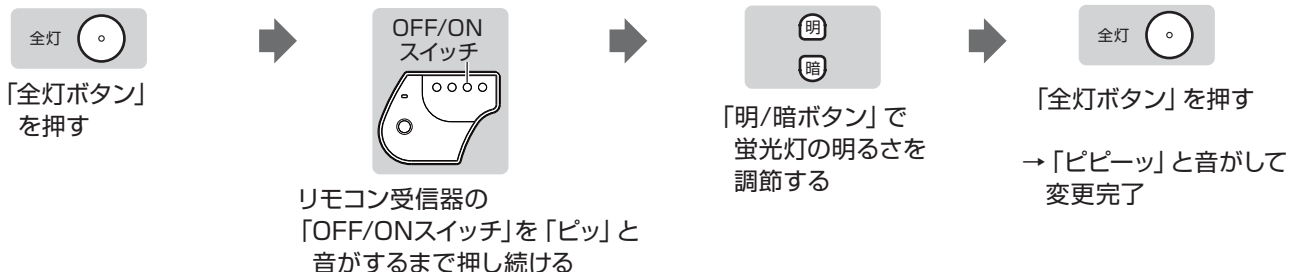 全灯
「全灯ボタン」
を押す
OFF/ON
スイッチ
リモコン受信器の
「OFF/ONスイッチ」を「ピッ」と
音がするまで押し続ける
明
暗
「明/暗ボタン」で
蛍光灯の明るさを
調節する
全灯
「全灯ボタン」を押す
→「ピピーッ」と音がして
変更完了